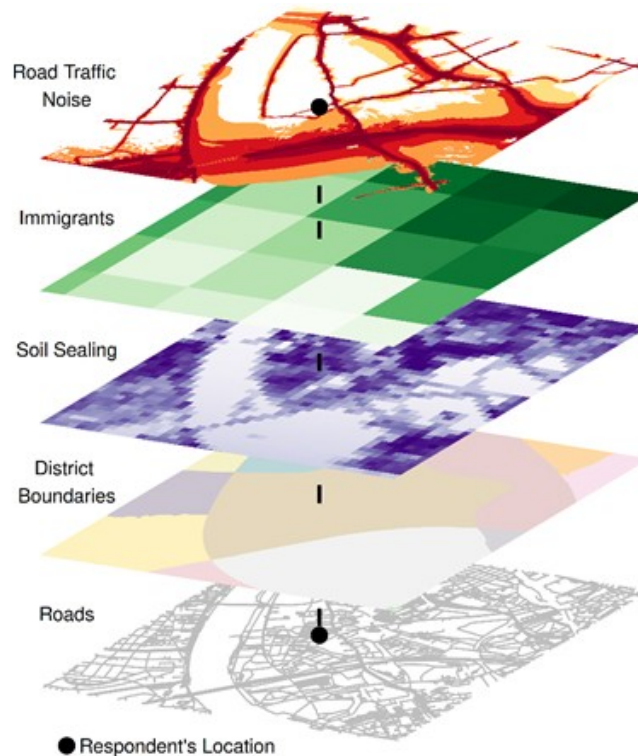 Road Traffic
Noise
Immigrants
Soil Sealing
District
Boundaries
Roads
Respondent's Location